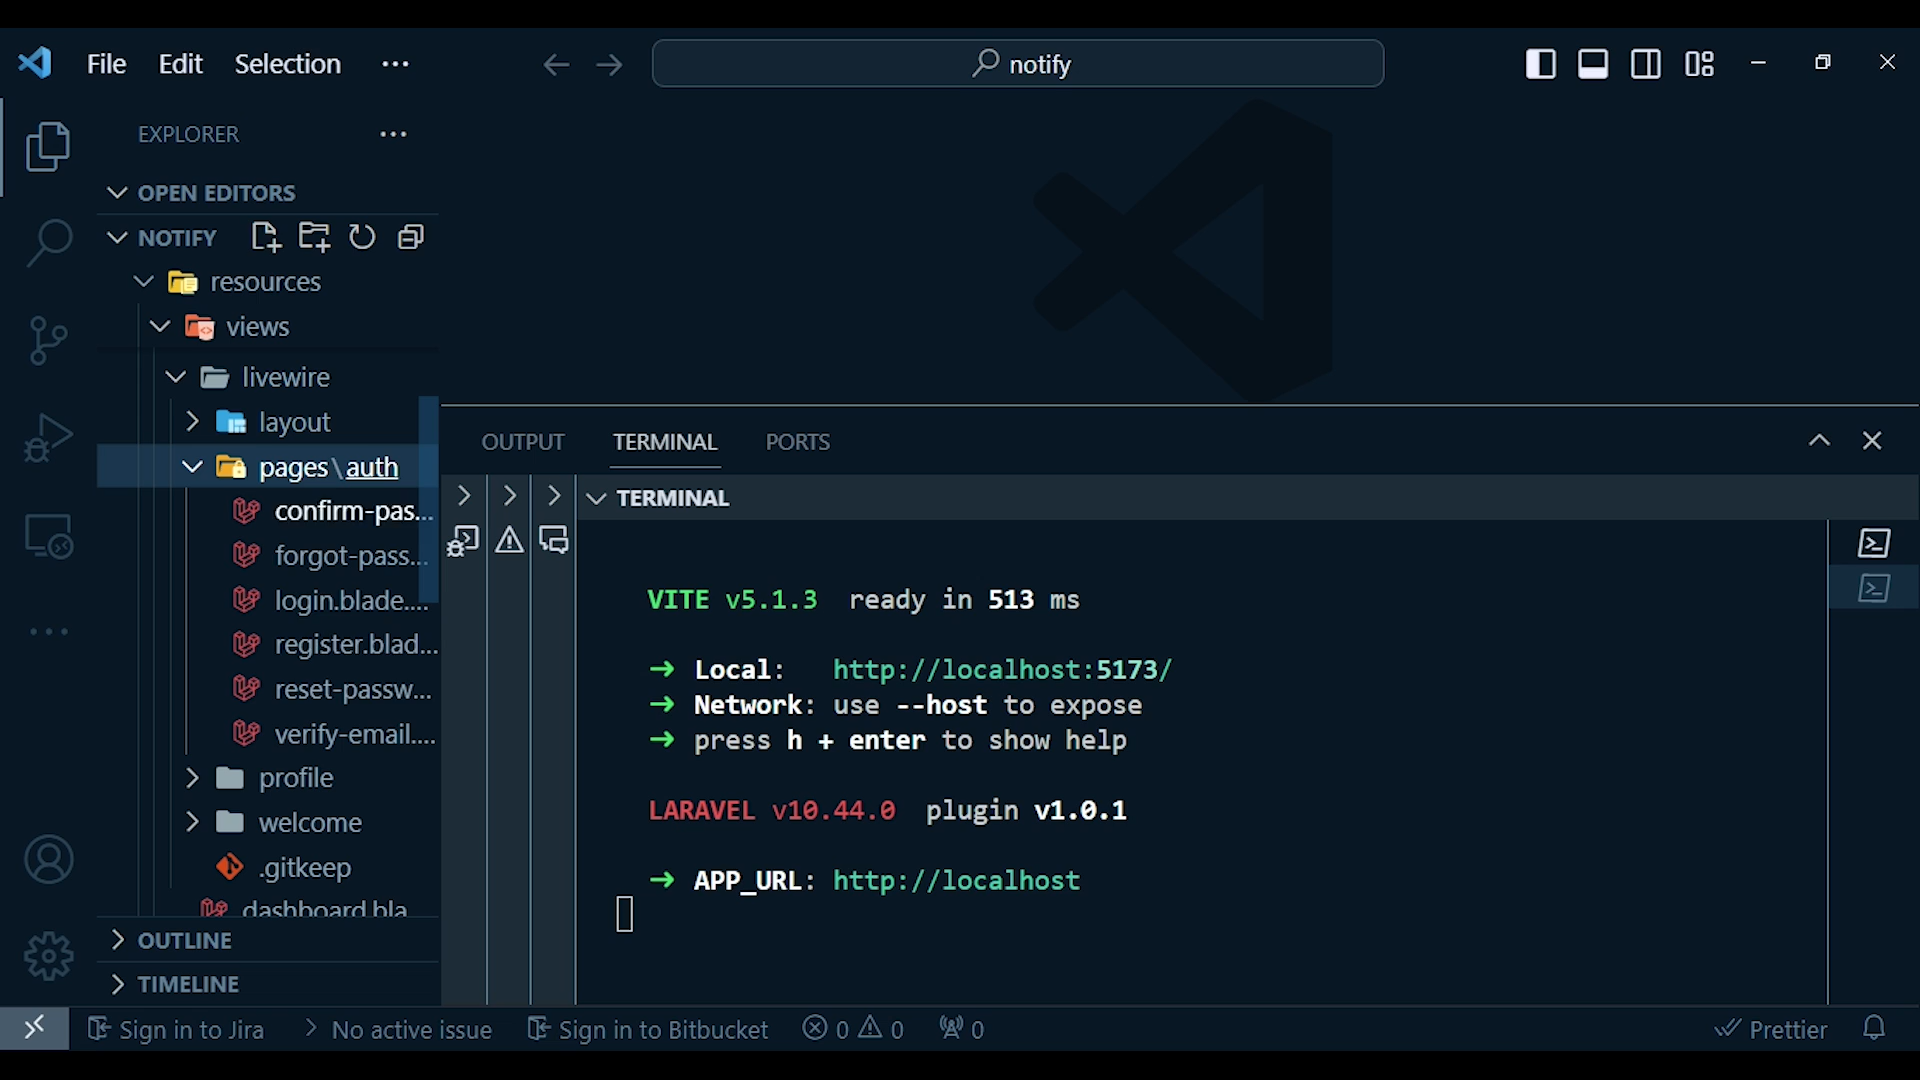 File Edit Selection ···
notify
EXPLORER ···
OPEN EDITORS
NOTIFY
resources
views
livewire
layout
pages\auth
confirm-pas...
forgot-pass...
login.blade....
register.blad...
reset-passw...
verify-email....
profile
welcome
.gitkeep
dashboard.bla
OUTLINE
TIMELINE
OUTPUT TERMINAL PORTS
TERMINAL
VITE v5.1.3 ready in 513 ms
➜ Local: http://localhost:5173/
➜ Network: use --host to expose
➜ press h + enter to show help
LARAVEL v10.44.0 plugin v1.0.1
➜ APP_URL: http://localhost
Sign in to Jira No active issue Sign in to Bitbucket 0 0 0 Prettier